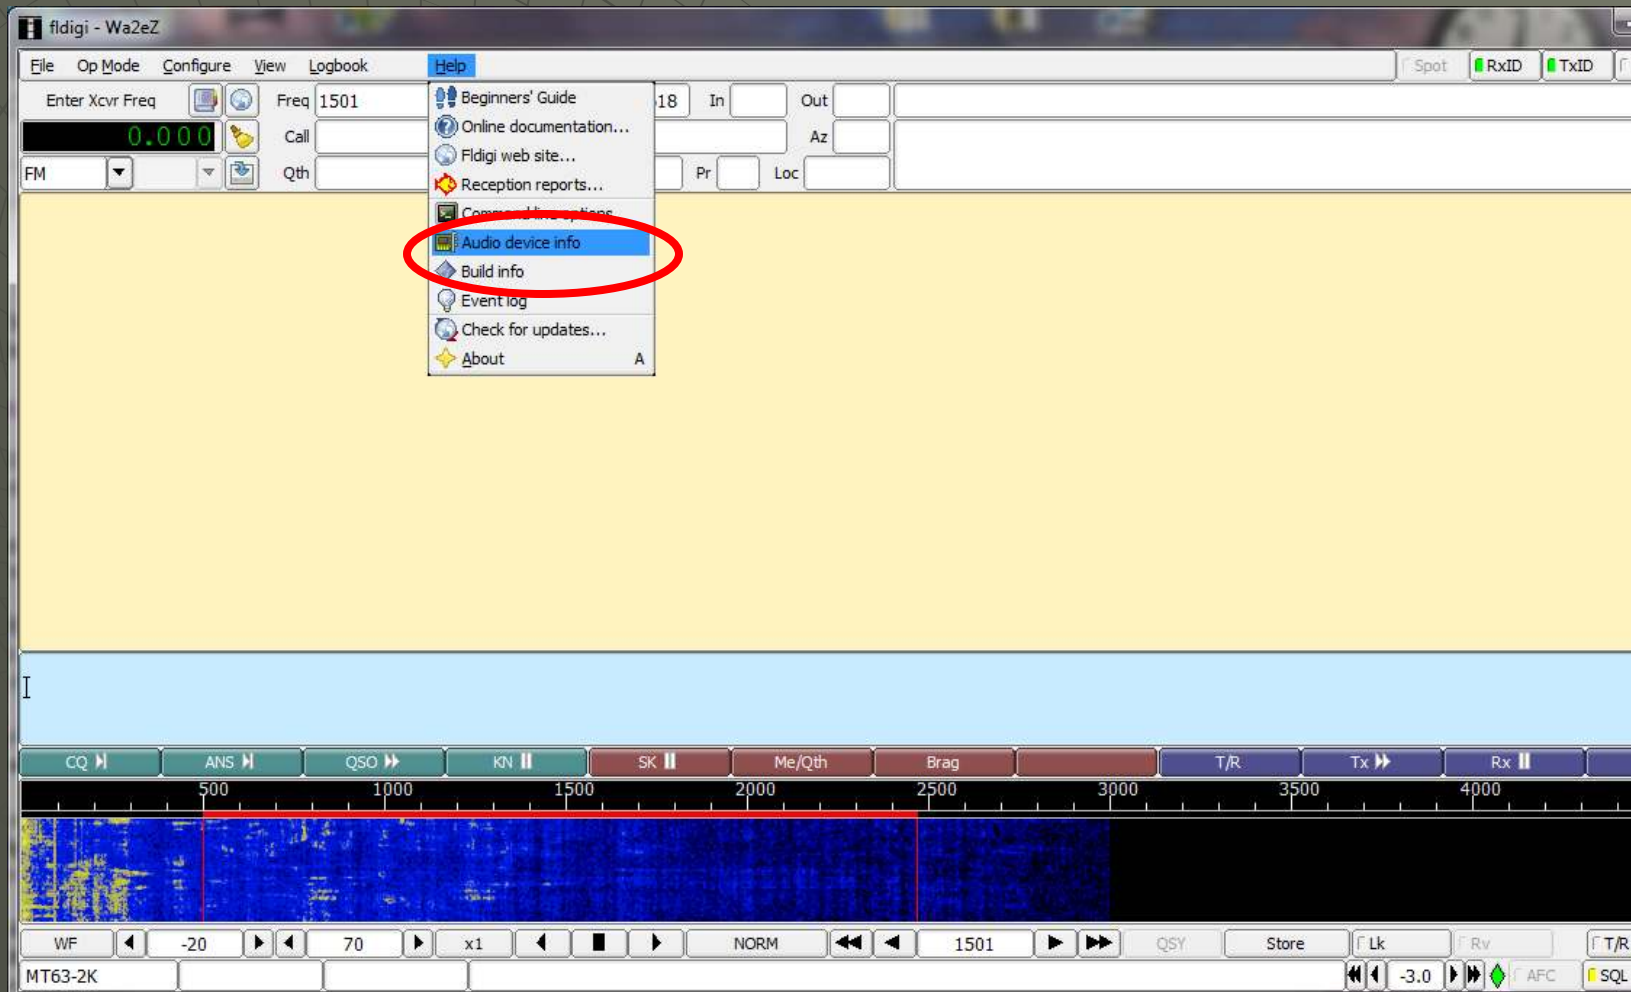 fldigi - Wa2eZ
File Op Mode Configure View Logbook Help Spot RxID TxID
Enter Xcvr Freq Freq 1501 18 In Out
0.000 Call Az
FM Qth Pr Loc
Beginners' Guide
Online documentation...
Fldigi web site...
Reception reports...
Command line options
Audio device info
Build info
Event log
Check for updates...
About A
CQ ANS QSO KN SK Me/Qth Brag T/R Tx Rx
500 1000 1500 2000 2500 3000 3500 4000
WF -20 70 x1 NORM 1501 QSY Store Lk Rv T/R
MT63-2K -3.0 AFC SQL